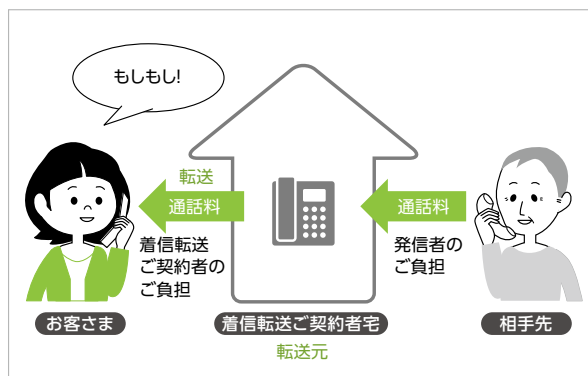 もしもし!
転送
通話料
着信転送
ご契約者の
ご負担
通話料
発信者の
ご負担
お客さま
着信転送ご契約者宅
転送元
相手先